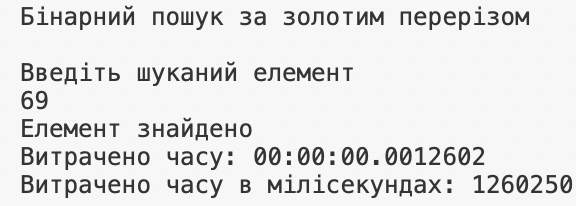 Бінарний пошук за золотим перерізом
Введіть шуканий елемент
69
Елемент знайдено
Витрачено часу: 00:00:00.0012602
Витрачено часу в мілісекундах: 1260250